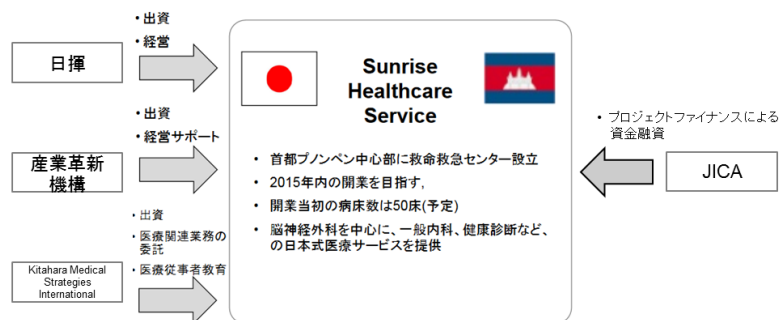 ・出資
・経営
日揮
・出資
・経営サポート
産業革新
機構
・出資
・医療関連業務の
委託
・医療従事者教育
Kitahara Medical
Strategies
International
Sunrise
Healthcare
Service
• 首都プノンペン中心部に救命救急センター設立
• 2015年内の開業を目指す,
• 開業当初の病床数は50床(予定)
• 脳神経外科を中心に、一般内科、健康診断など、
の日本式医療サービスを提供
• プロジェクトファイナンスによる
資金融資
JICA